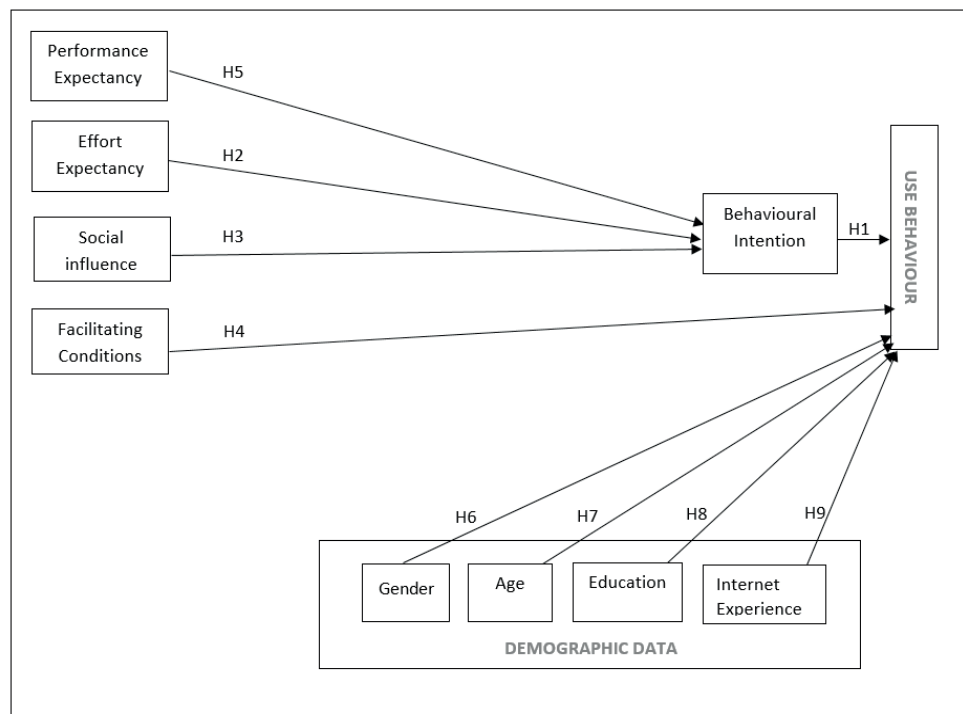 Performance
Expectancy
H5
Effort
Expectancy
H2
Social
influence
H3
Facilitating
Conditions
H4
Behavioural
Intention
H1
USE BEHAVIOUR
H6
H7
H8
H9
Gender
Age
Education
Internet
Experience
DEMOGRAPHIC DATA